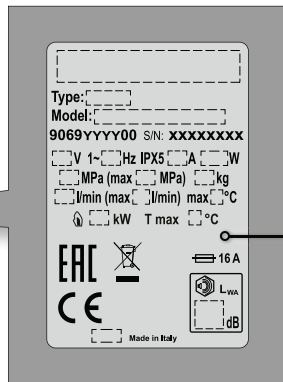 Type:
Model:
9069YYYY00 S/N: XXXXXXXX
V 1~ Hz IPX5 A W
MPa (max MPa) kg
l/min (max l/min) max °C
kW T max °C
EAC
16 A
CE
LWA
dB
Made in Italy